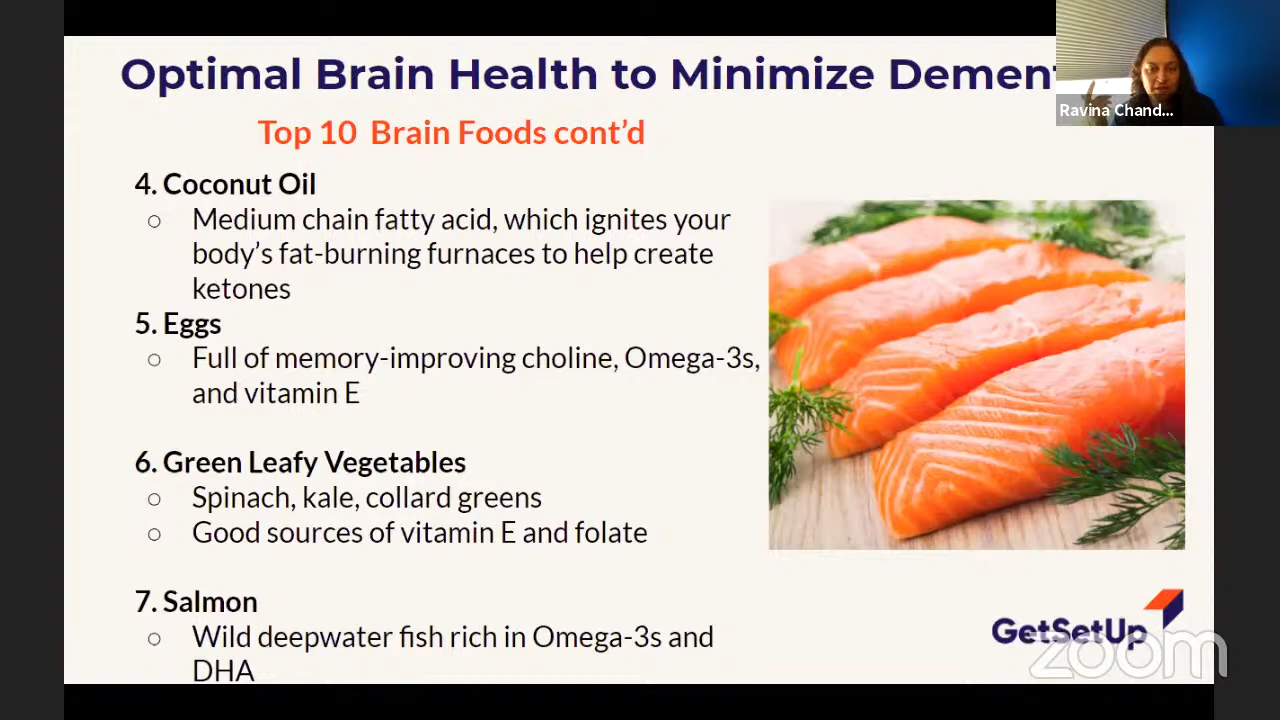 Optimal Brain Health to Minimize Demen
Ravina Chand...
Top 10 Brain Foods cont’d
4. Coconut Oil
○ Medium chain fatty acid, which ignites your
body’s fat-burning furnaces to help create
ketones
5. Eggs
○ Full of memory-improving choline, Omega-3s,
and vitamin E
6. Green Leafy Vegetables
○ Spinach, kale, collard greens
○ Good sources of vitamin E and folate
7. Salmon
○ Wild deepwater fish rich in Omega-3s and
DHA
GetSetUp
zoom